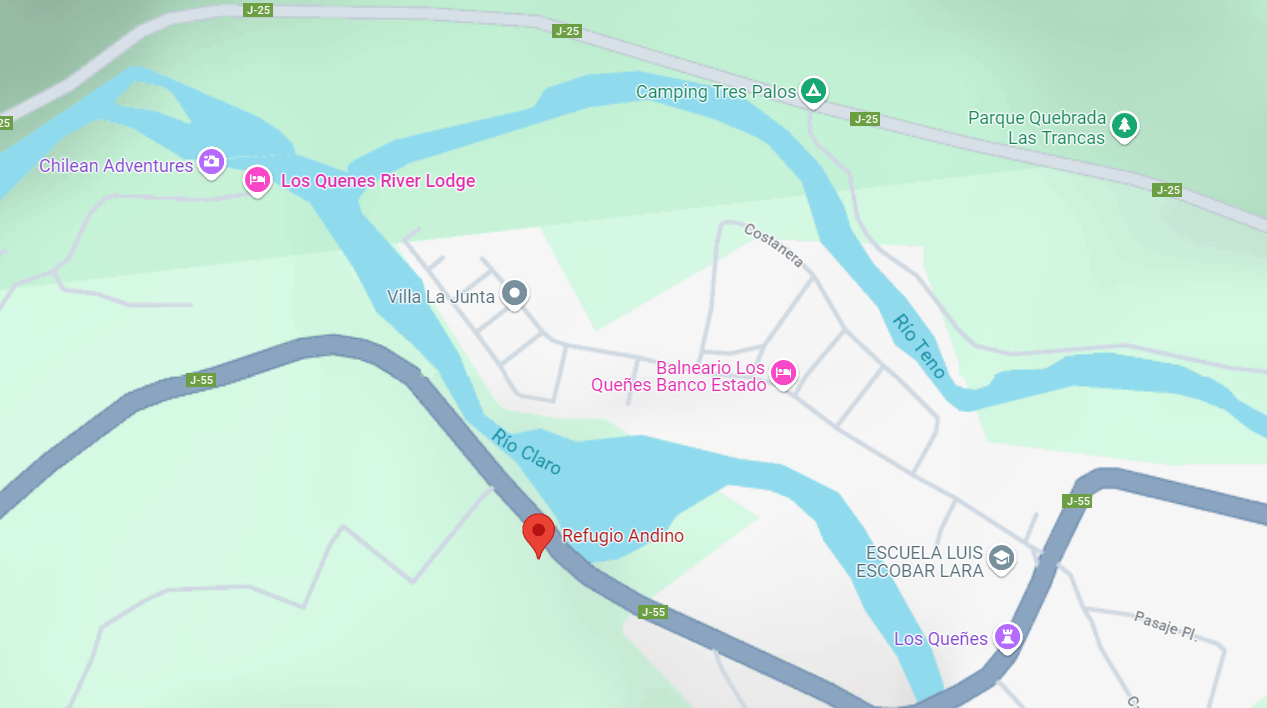 J-25
J-25
Camping Tres Palos
J-25
Parque Quebrada
Las Trancas
25
Chilean Adventures
Los Quenes River Lodge
J-25
Costanera
Villa La Junta
Río Teno
Balneario Los
Queñes Banco Estado
J-55
Río Claro
J-55
Refugio Andino
ESCUELA LUIS
ESCOBAR LARA
J-55
Pasaje Pl.
Los Queñes